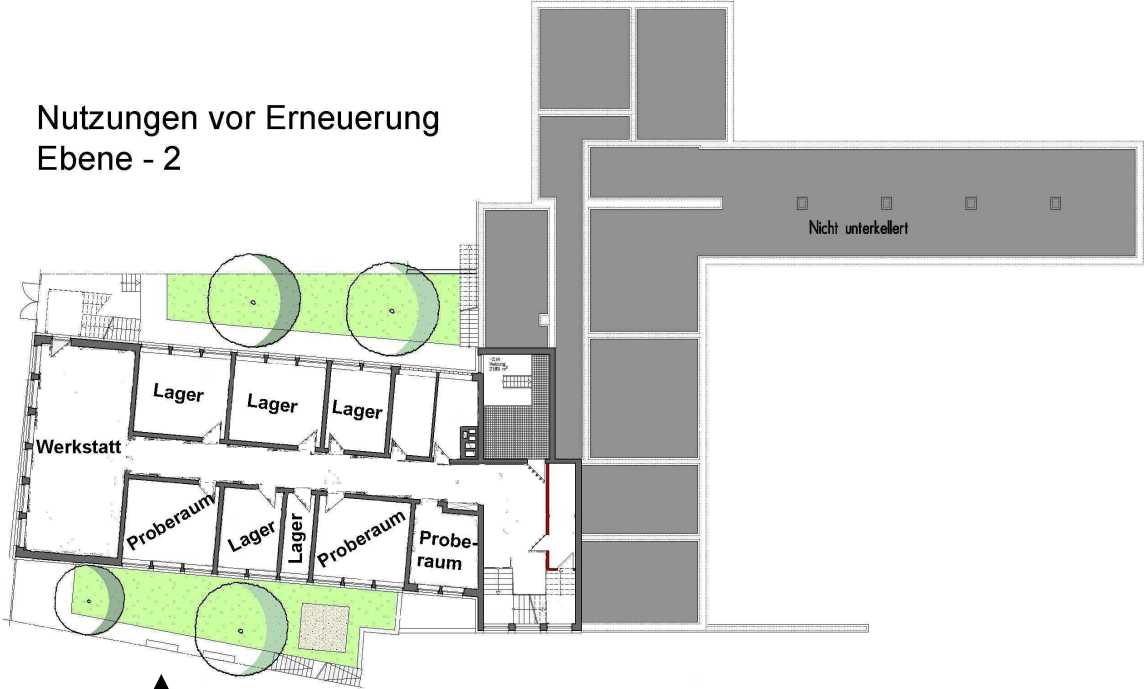 Nutzungen vor Erneuerung
Ebene - 2
Nicht unterkellert
Lager
Lager
Lager
Werkstatt
Proberaum
Lager
Lager
Proberaum
Probe-
raum